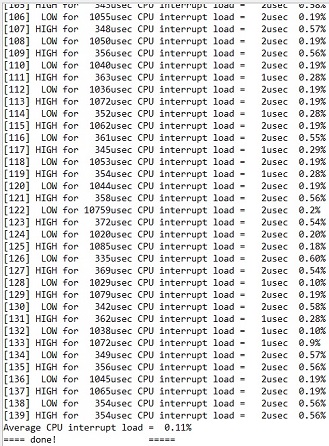 [105] HIGH for 343usec CPU interrupt load = 2usec 0.58%
[106] LOW for 1055usec CPU interrupt load = 2usec 0.19%
[107] HIGH for 348usec CPU interrupt load = 2usec 0.57%
[108] LOW for 1050usec CPU interrupt load = 2usec 0.19%
[109] HIGH for 356usec CPU interrupt load = 2usec 0.56%
[110] LOW for 1040usec CPU interrupt load = 2usec 0.19%
[111] HIGH for 363usec CPU interrupt load = 1usec 0.28%
[112] LOW for 1036usec CPU interrupt load = 2usec 0.19%
[113] HIGH for 1072usec CPU interrupt load = 2usec 0.19%
[114] LOW for 352usec CPU interrupt load = 1usec 0.28%
[115] HIGH for 1062usec CPU interrupt load = 2usec 0.19%
[116] LOW for 361usec CPU interrupt load = 2usec 0.55%
[117] HIGH for 345usec CPU interrupt load = 1usec 0.29%
[118] LOW for 1053usec CPU interrupt load = 2usec 0.19%
[119] HIGH for 354usec CPU interrupt load = 1usec 0.28%
[120] LOW for 1044usec CPU interrupt load = 2usec 0.19%
[121] HIGH for 358usec CPU interrupt load = 2usec 0.56%
[122] LOW for 10759usec CPU interrupt load = 2usec 0.2%
[123] HIGH for 372usec CPU interrupt load = 2usec 0.54%
[124] LOW for 1020usec CPU interrupt load = 2usec 0.20%
[125] HIGH for 1085usec CPU interrupt load = 2usec 0.18%
[126] LOW for 335usec CPU interrupt load = 2usec 0.60%
[127] HIGH for 369usec CPU interrupt load = 2usec 0.54%
[128] LOW for 1029usec CPU interrupt load = 1usec 0.10%
[129] HIGH for 1079usec CPU interrupt load = 2usec 0.19%
[130] LOW for 342usec CPU interrupt load = 2usec 0.58%
[131] HIGH for 362usec CPU interrupt load = 1usec 0.28%
[132] LOW for 1038usec CPU interrupt load = 1usec 0.10%
[133] HIGH for 1072usec CPU interrupt load = 1usec 0.9%
[134] LOW for 349usec CPU interrupt load = 2usec 0.57%
[135] HIGH for 356usec CPU interrupt load = 2usec 0.56%
[136] LOW for 1045usec CPU interrupt load = 2usec 0.19%
[137] HIGH for 1065usec CPU interrupt load = 2usec 0.19%
[138] LOW for 354usec CPU interrupt load = 2usec 0.56%
[139] HIGH for 354usec CPU interrupt load = 2usec 0.56%
Average CPU interrupt load = 0.11%
==== done! =====